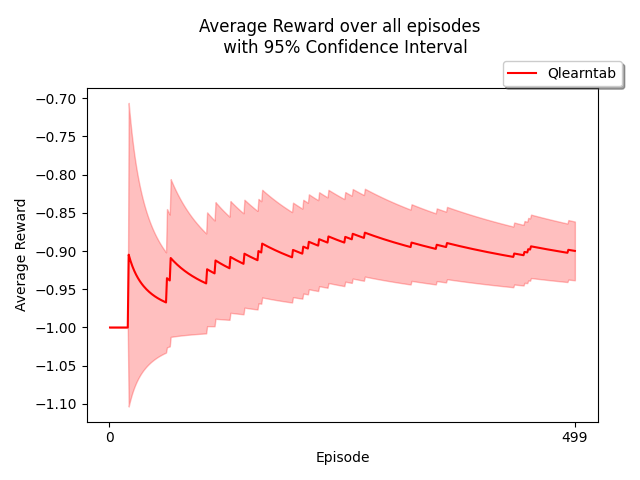 Average Reward over all episodes
with 95% Confidence Interval
Qlearntab
−0.70
−0.75
−0.80
−0.85
−0.90
−0.95
−1.00
−1.05
−1.10
Average Reward
0
499
Episode